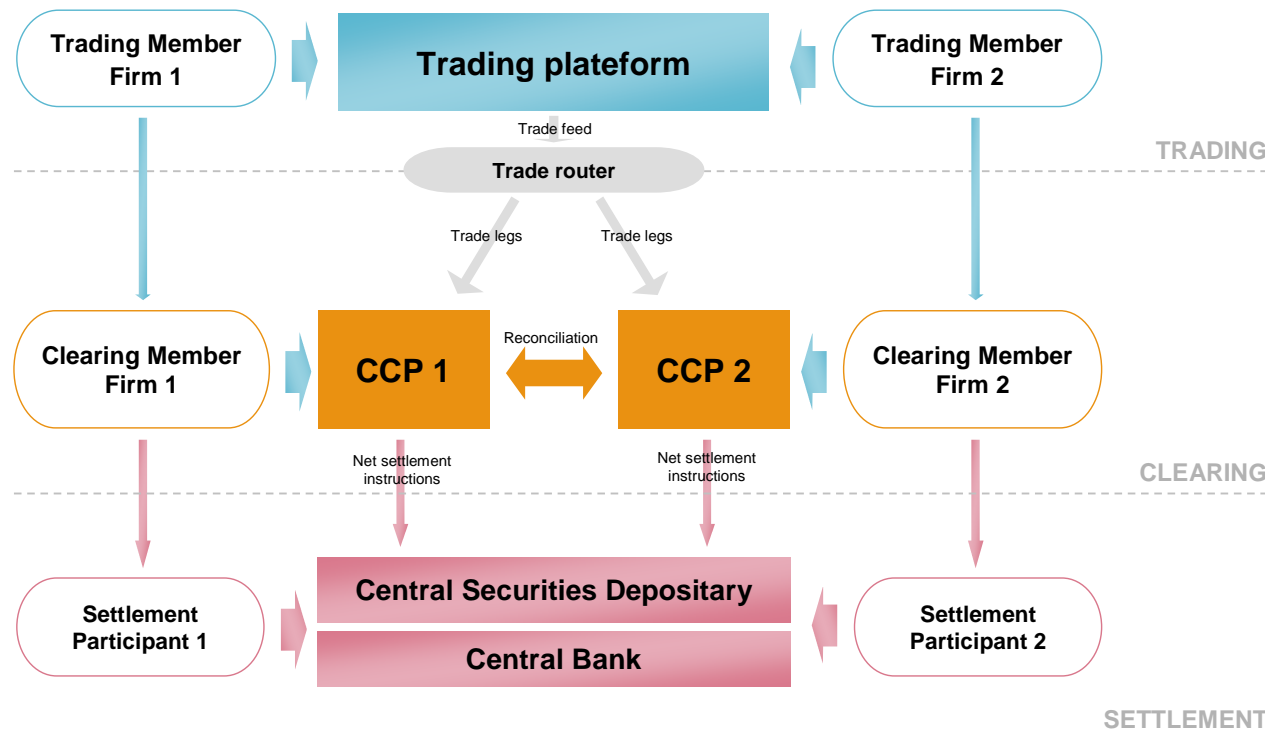 Trading Member
Firm 1
Trading plateform
Trading Member
Firm 2
Trade feed
TRADING
Trade router
Trade legs
Trade legs
Clearing Member
Firm 1
CCP 1
Reconciliation
CCP 2
Clearing Member
Firm 2
Net settlement
instructions
Net settlement
instructions
CLEARING
Central Securities Depositary
Settlement
Participant 1
Settlement
Participant 2
Central Bank
SETTLEMENT